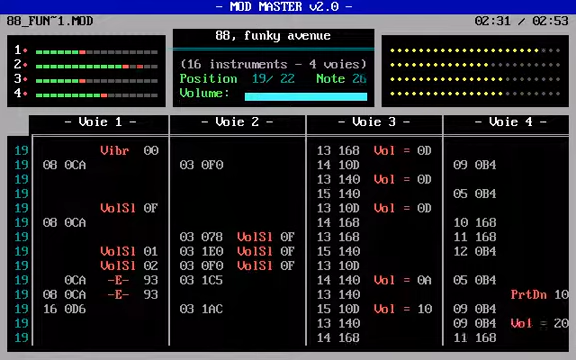 - MOD MASTER v2.0 -
88_FUN~1.MOD 02:31 / 02:53
88, funky avenue
(16 instruments - 4 voies)
Position 19/ 22 Note 26
Volume:
1
2
3
4
- Voie 1 - - Voie 2 - - Voie 3 - - Voie 4 -
19 Vibr 00 13 168 Vol = 0D
19 08 0CA 03 0F0 14 10D 09 0B4
19 13 140 Vol = 0D
19 15 140 05 0B4
19 VolSl 0F 13 10D Vol = 0D
19 08 0CA 14 168 10 168
19 03 078 VolSl 0F 13 168 11 168
19 VolSl 01 03 1E0 VolSl 0F 15 140 12 0B4
19 VolSl 02 03 0F0 VolSl 0F 13 10D
19 0CA -E- 93 03 1C5 14 140 Vol = 0A 05 0B4
19 08 0CA -E- 93 13 140 PrtDn 10
19 16 0D6 03 1AC 15 10D Vol = 10 09 0B4
19 13 140 09 0B4 Vol = 20
19 14 168 11 168